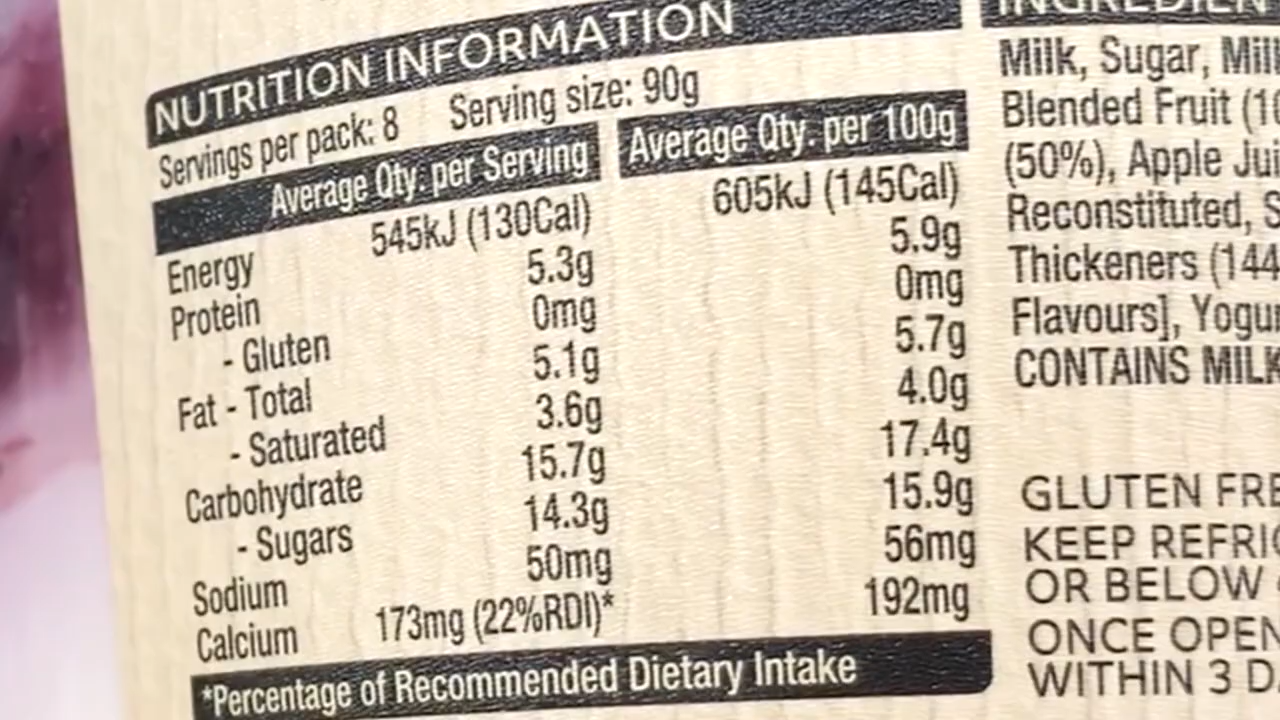 NUTRITION INFORMATION
Servings per pack: 8 Serving size: 90g
Average Qty. per Serving Average Qty. per 100g
Energy 545kJ (130Cal) 605kJ (145Cal)
Protein 5.3g 5.9g
- Gluten 0mg 0mg
Fat - Total 5.1g 5.7g
- Saturated 3.6g 4.0g
Carbohydrate 15.7g 17.4g
- Sugars 14.3g 15.9g
Sodium 50mg 56mg
Calcium 173mg (22%RDI)* 192mg
*Percentage of Recommended Dietary Intake
Milk, Sugar,
Blended Fruit
(50%), Apple
Reconstituted,
Thickeners
Flavours],
CONTAINS MILK
GLUTEN
KEEP
OR BELOW
ONCE
WITHIN 3